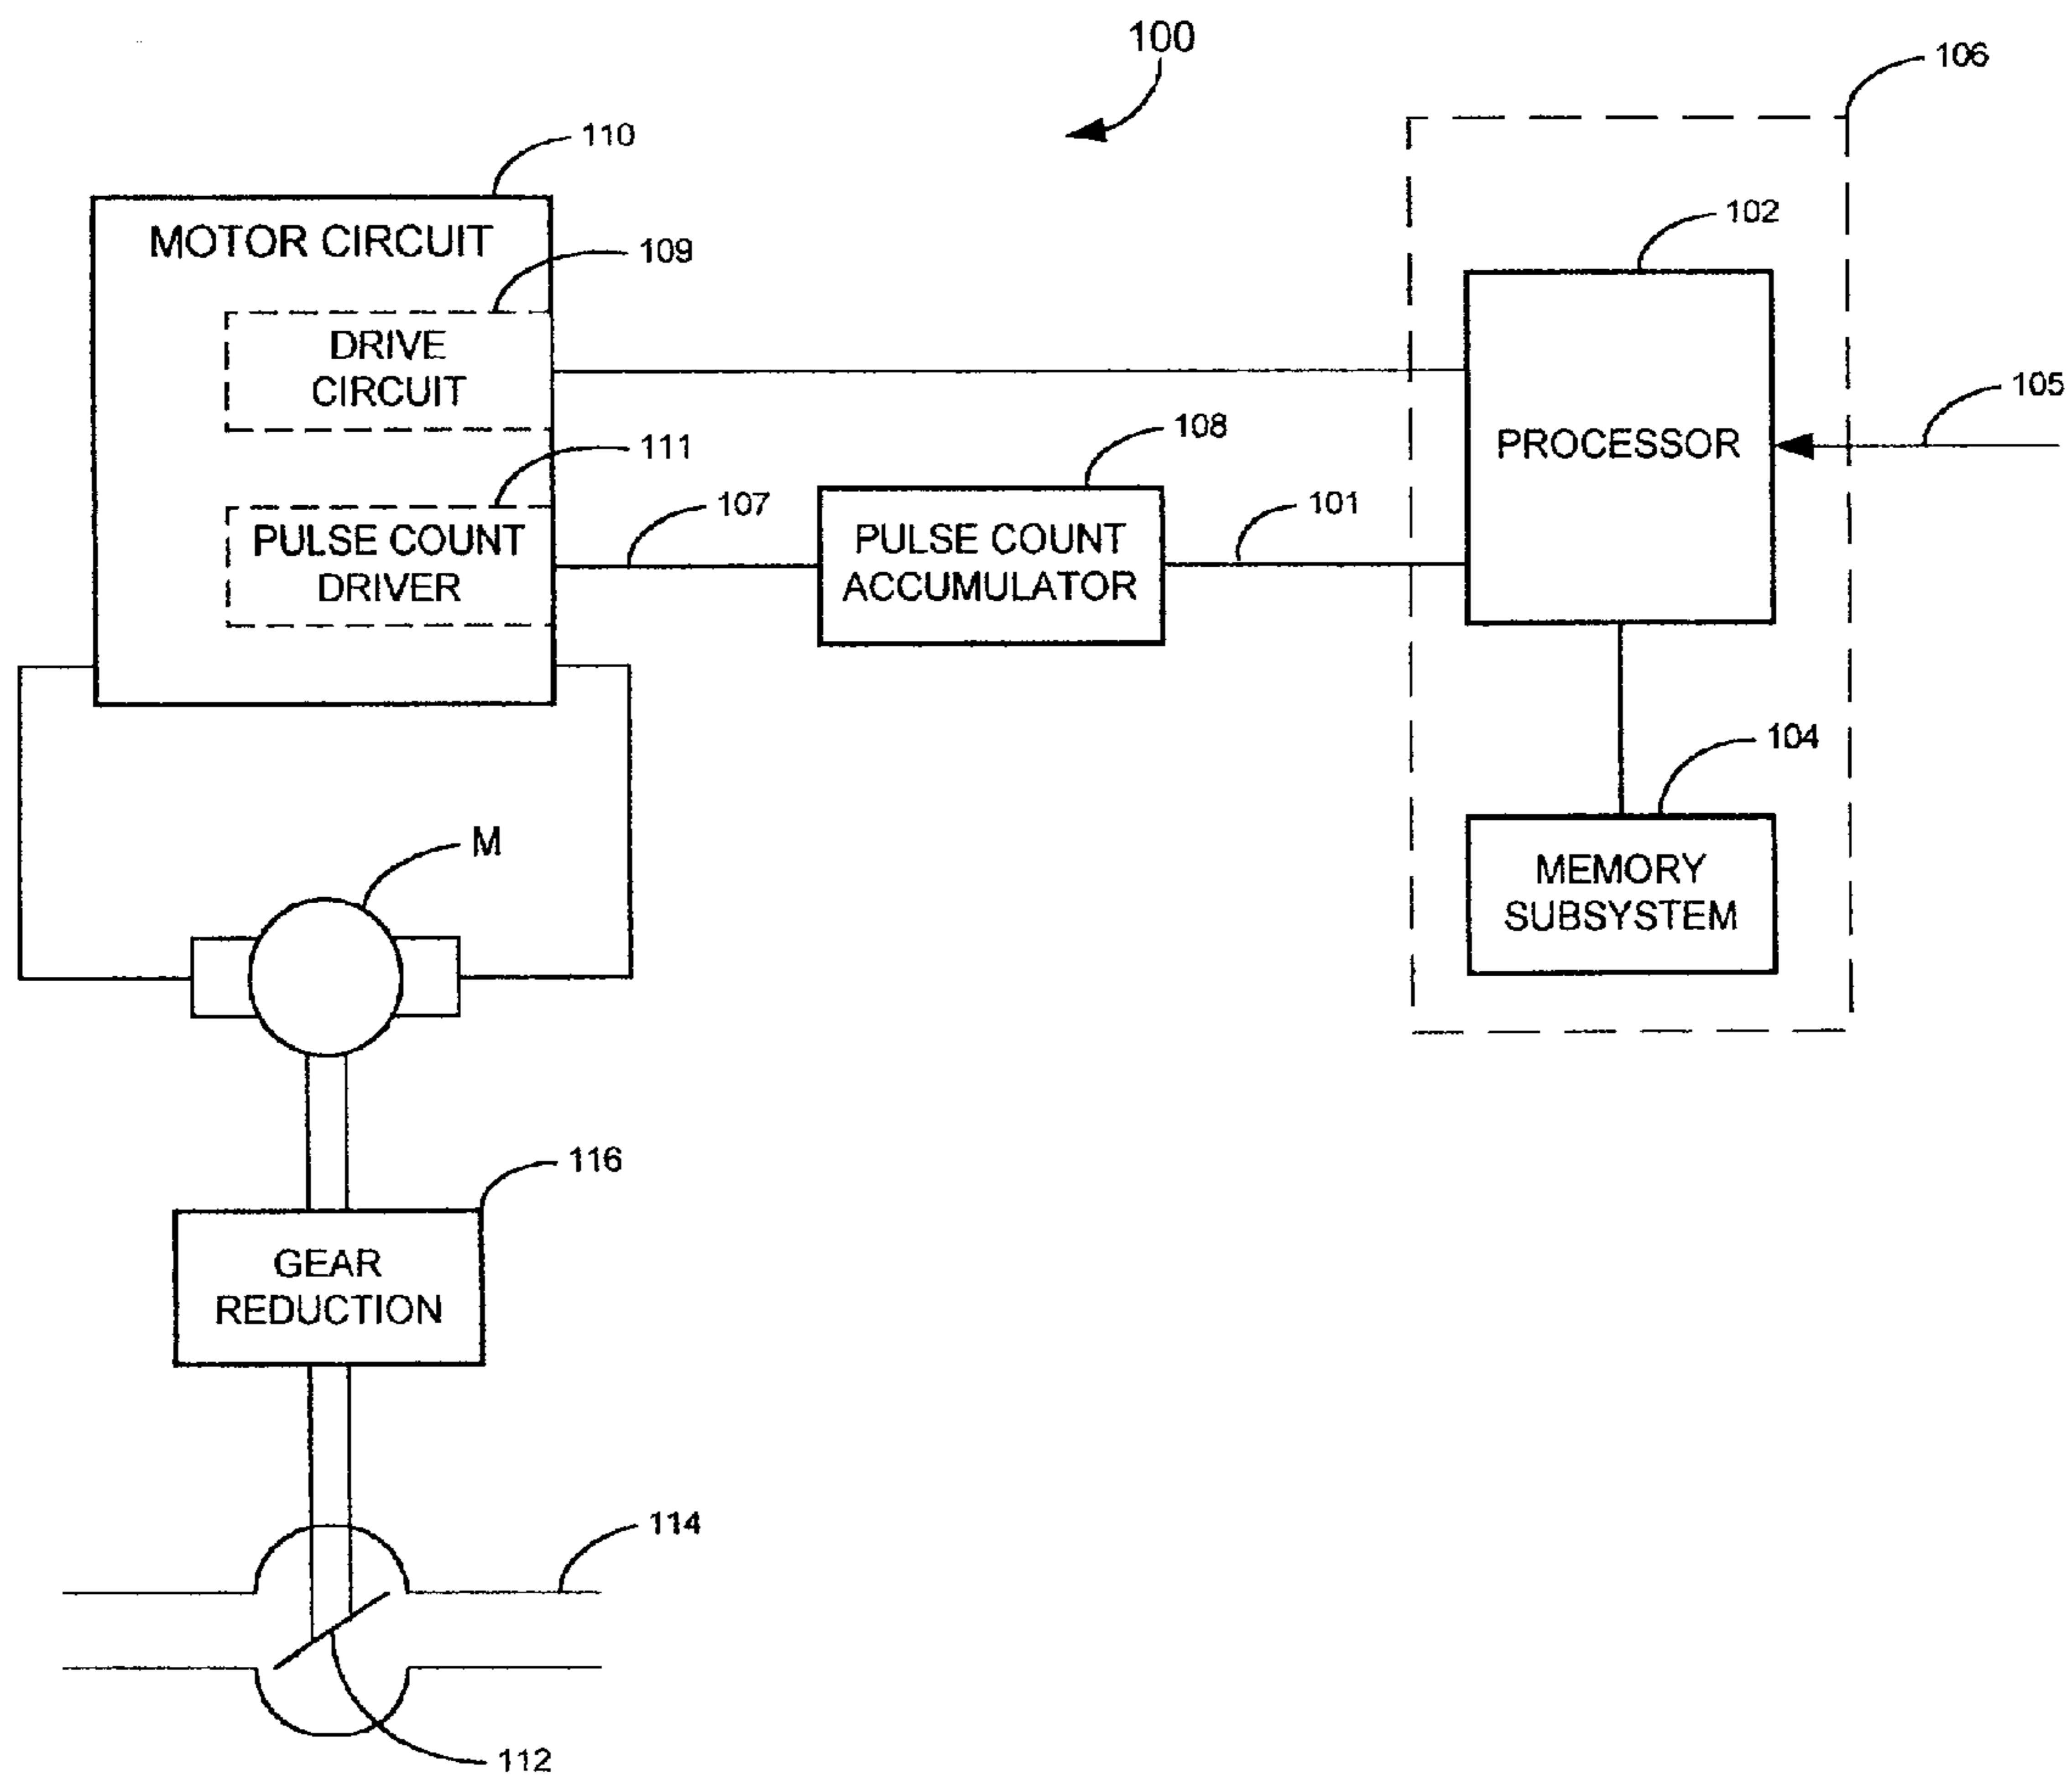 100
106
110
MOTOR CIRCUIT
109
102
DRIVE
CIRCUIT
105
108
PROCESSOR
111
107
101
PULSE COUNT
DRIVER
PULSE COUNT
ACCUMULATOR
104
M
MEMORY
SUBSYSTEM
116
GEAR
REDUCTION
114
112